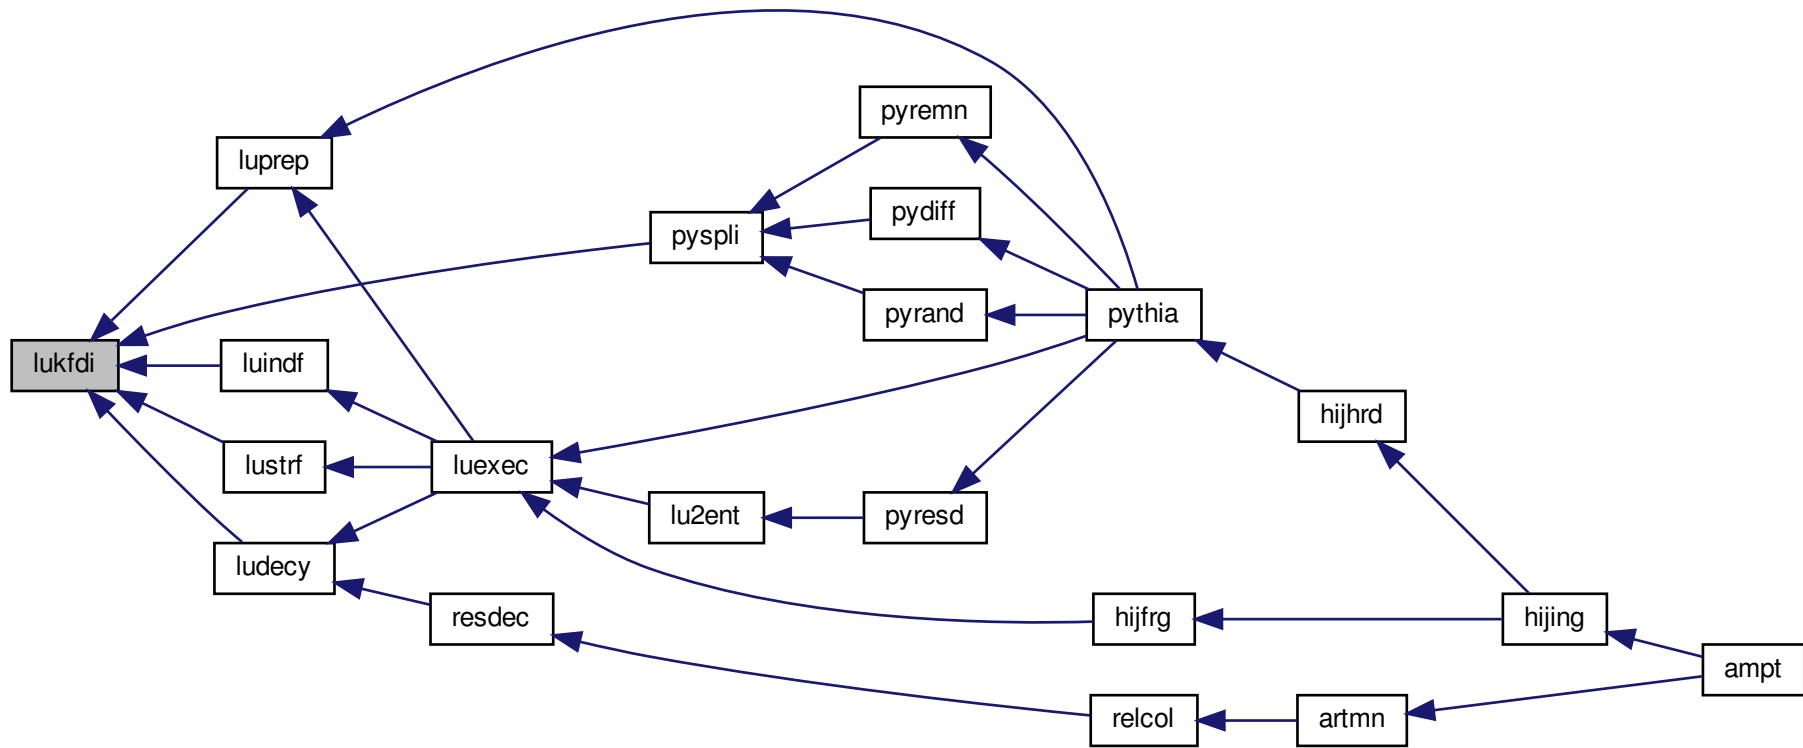 pyremn
luprep
pydiff
pyspli
pyrand
pythia
lukfdi
luindf
hijhrd
lustrf
luexec
lu2ent
pyresd
ludecy
resdec
hijfrg
hijing
ampt
relcol
artmn